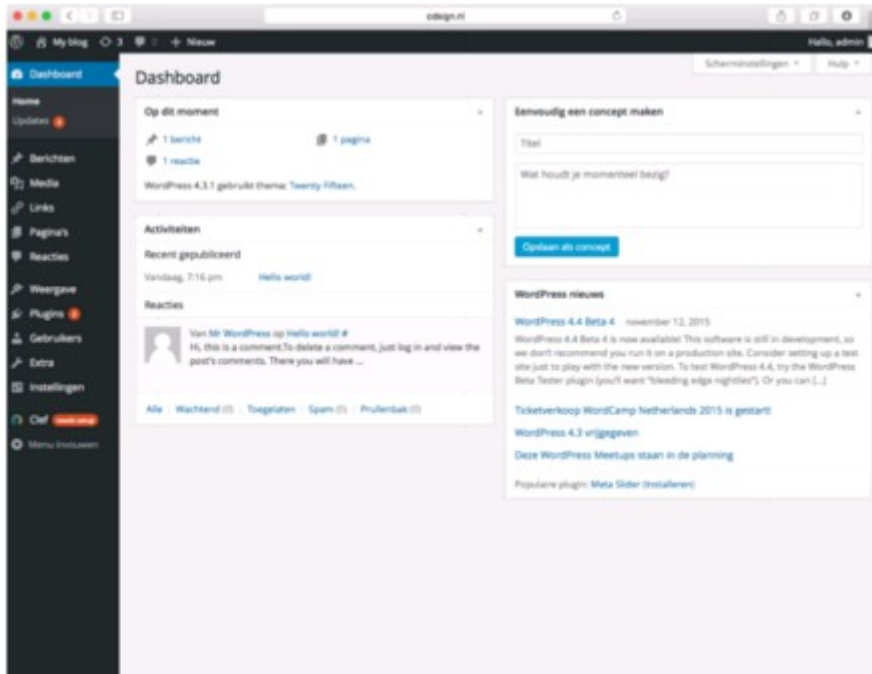 My blog 3 Nieuw
Hallo, admin
Dashboard
Home
Updates
Berichten
Media
Links
Pagina's
Reacties
Weergave
Plugins
Gebruikers
Extra
Instellingen
Clef
Menu invouwen
Scherminstellingen
Hulp
Dashboard
Op dit moment
1 bericht 1 pagina
1 reactie
WordPress 4.3.1 gebruikt thema: Twenty Fifteen.
Activiteiten
Recent gepubliceerd
Vandaag, 7:16 pm Hello world!
Reacties
Van Mr WordPress op Hello world! #
Hi, this is a comment.To delete a comment, just log in and view the
post's comments. There you will have ...
Alle | Wachtend (0) | Toegelaten | Spam (0) | Prullenbak (0)
Eenvoudig een concept maken
Titel
Wat houdt je momenteel bezig?
Opslaan als concept
WordPress nieuws
WordPress 4.4 Beta 4 november 12, 2015
WordPress 4.4 Beta 4 is now available! This software is still in development, so
we don't recommend you run it on a production site. Consider setting up a test
site just to play with the new version. To test WordPress 4.4, try the WordPress
Beta Tester plugin (you'll want "bleeding edge nightlies"). Or you can [...]
Ticketverkoop WordCamp Netherlands 2015 is gestart!
WordPress 4.3 vrijgegeven
Deze WordPress Meetups staan in de planning
Populaire plugin: Meta Slider (Installeren)